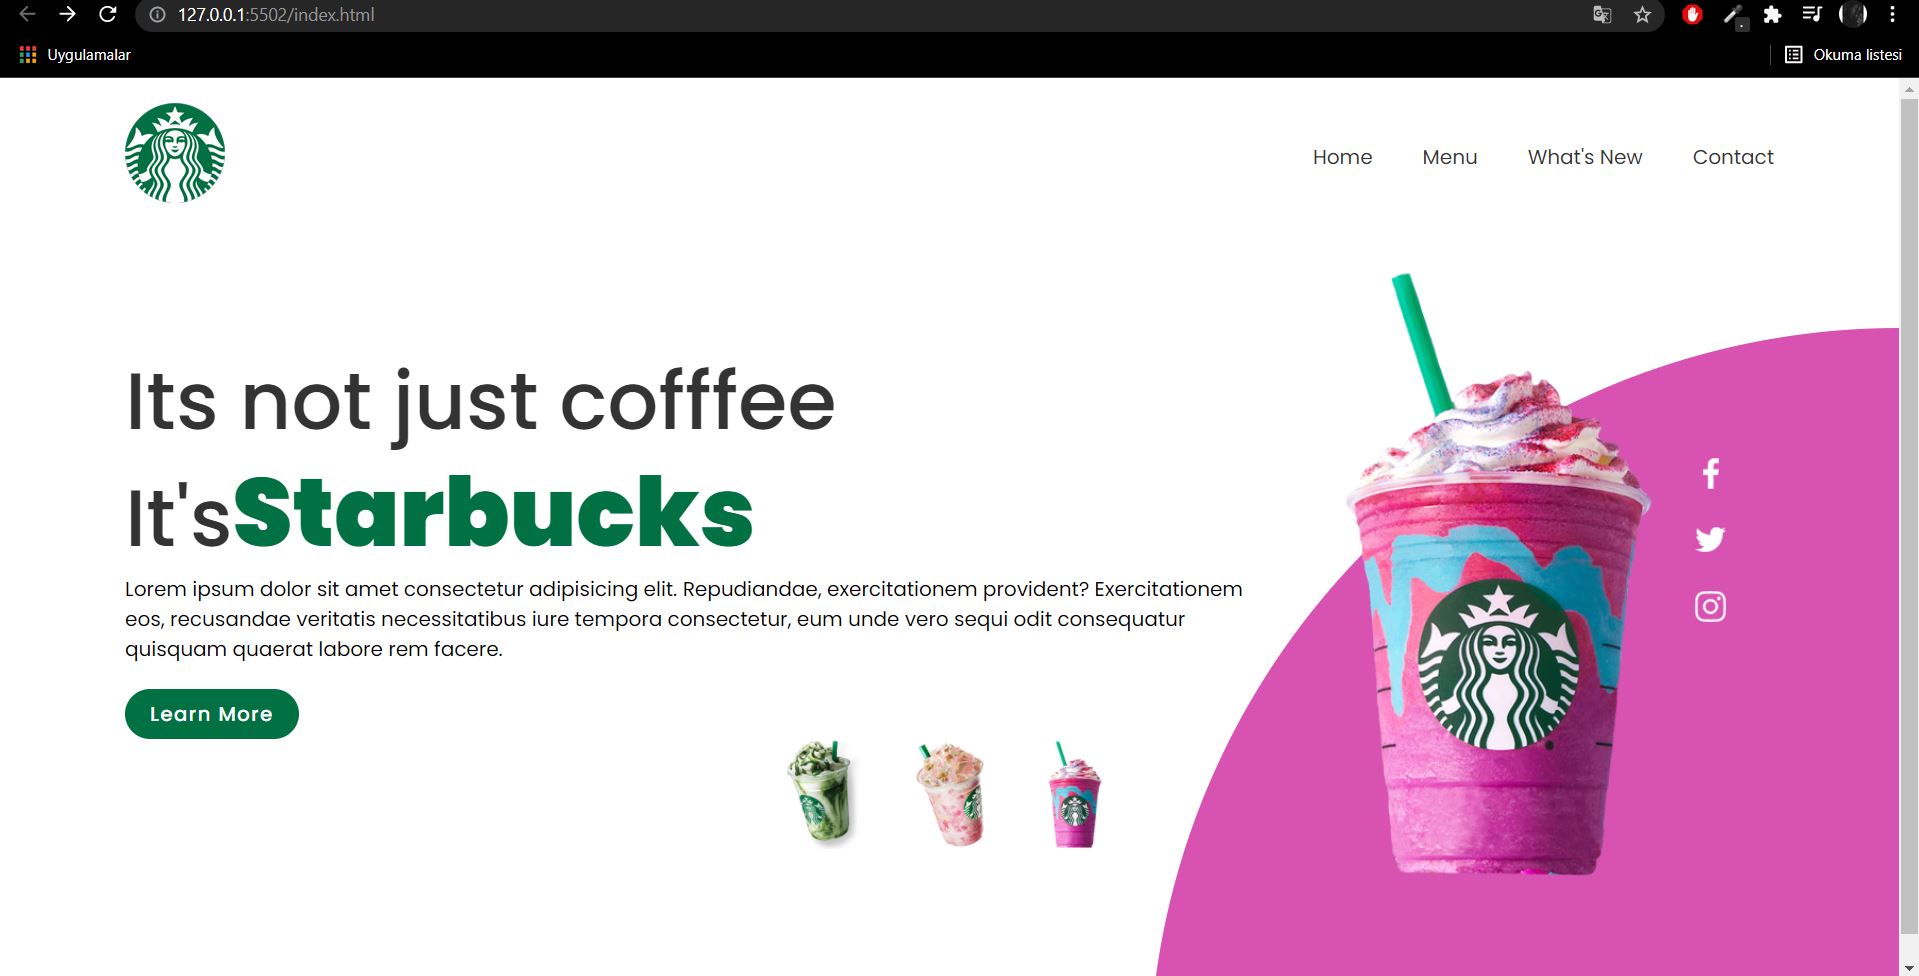 127.0.0.1:5502/index.html
Uygulamalar
Okuma listesi
Home Menu What's New Contact
Its not just cofffee
It'sStarbucks
Lorem ipsum dolor sit amet consectetur adipisicing elit. Repudiandae, exercitationem provident? Exercitationem
eos, recusandae veritatis necessitatibus iure tempora consectetur, eum unde vero sequi odit consequatur
quisquam quaerat labore rem facere.
Learn More